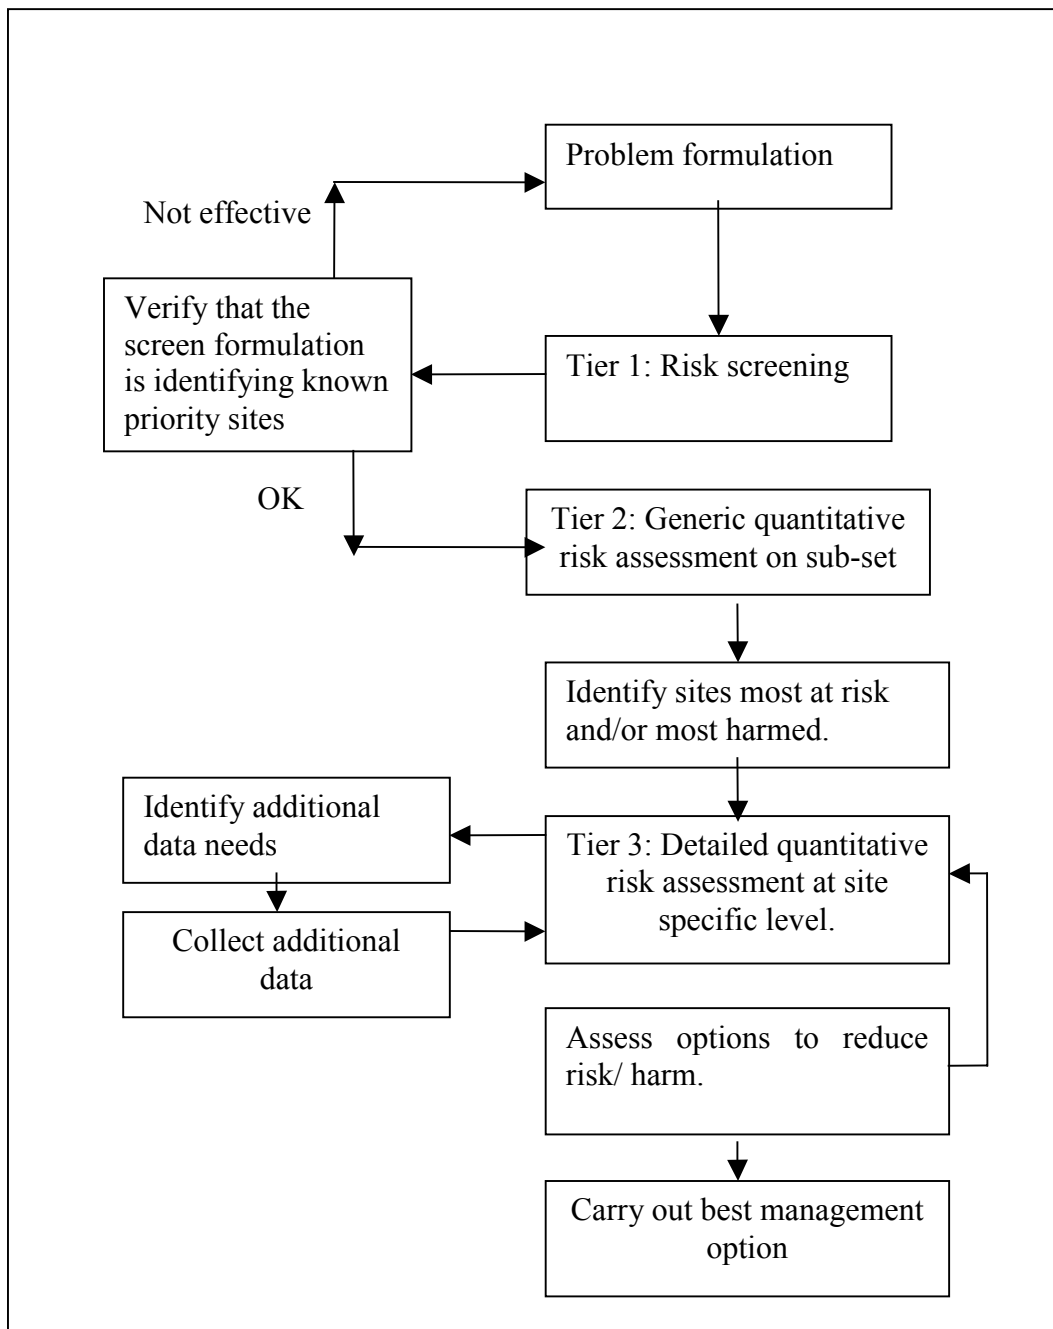 Problem formulation
Not effective
Verify that the
screen formulation
is identifying known
priority sites
Tier 1: Risk screening
OK
Tier 2: Generic quantitative
risk assessment on sub-set
Identify sites most at risk
and/or most harmed.
Identify additional
data needs
Tier 3: Detailed quantitative
risk assessment at site
specific level.
Collect additional
data
Assess options to reduce
risk/ harm.
Carry out best management
option